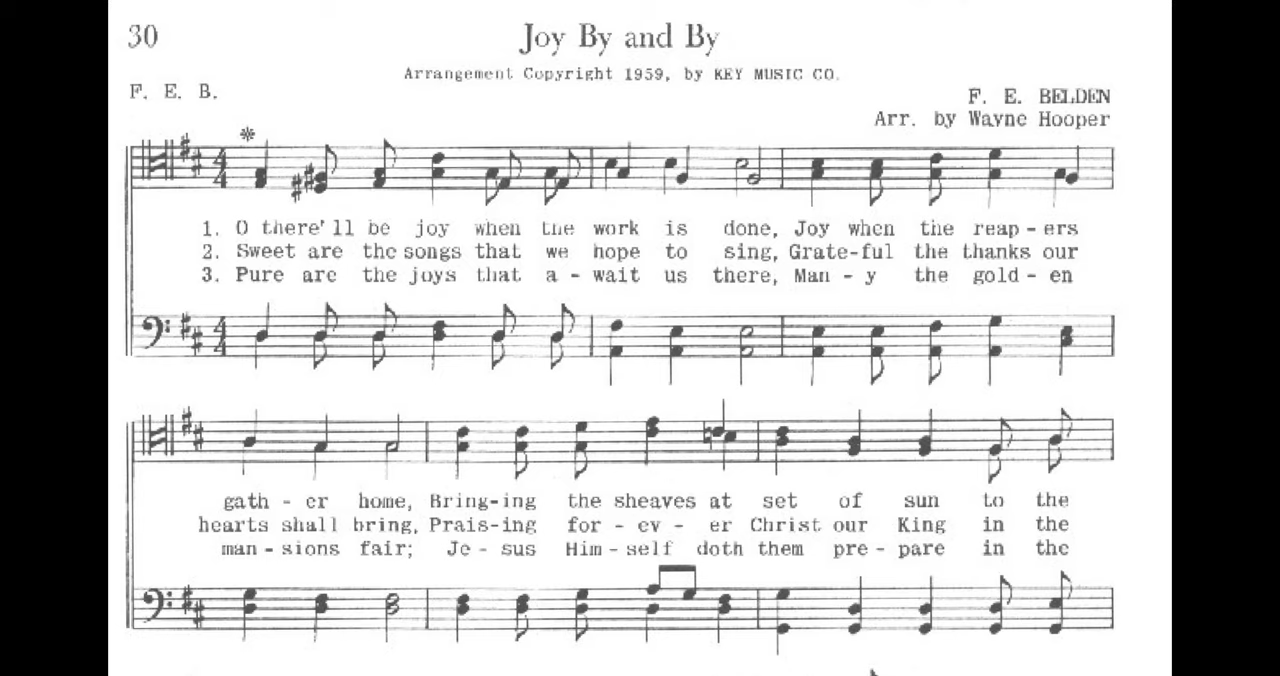 30
Joy By and By
Arrangement Copyright 1959, by KEY MUSIC CO.
F. E. B.
F. E. BELDEN
Arr. by Wayne Hooper
*
4
4
1. O there'll be joy when the work is done, Joy when the reap - ers
2. Sweet are the songs that we hope to sing, Grate-ful the thanks our
3. Pure are the joys that a - wait us there, Man - y the gold - en
4
4
gath - er home, Bring-ing the sheaves at set of sun to the
hearts shall bring, Prais-ing for - ev - er Christ our King in the
man - sions fair; Je - sus Him - self doth them pre - pare in the